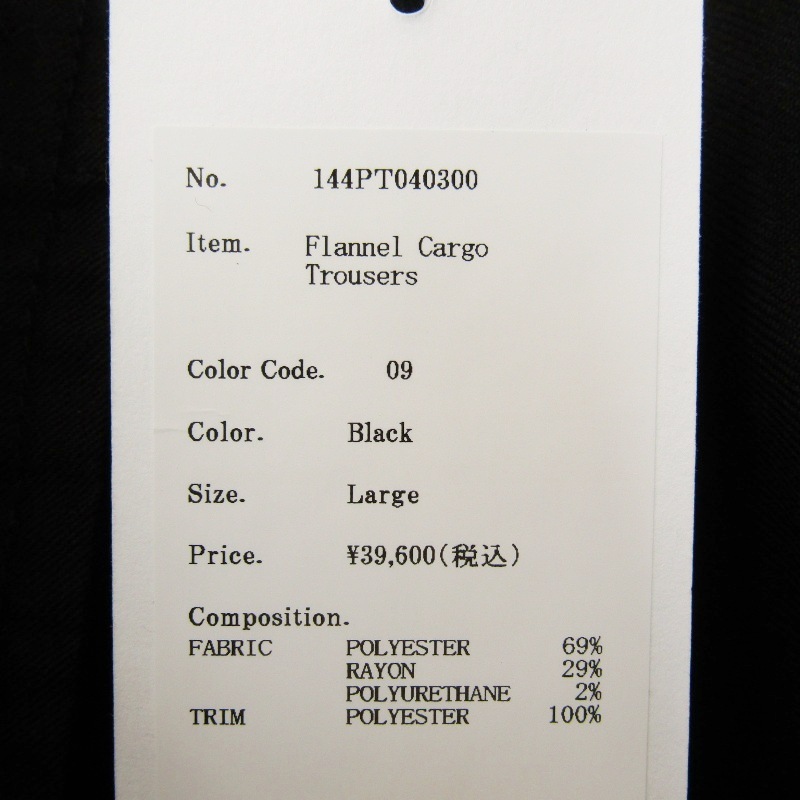 No. 144PT040300
Item. Flannel Cargo
Trousers
Color Code. 09
Color. Black
Size. Large
Price. ¥39,600(税込)
Composition.
FABRIC POLYESTER 69%
RAYON 29%
POLYURETHANE 2%
TRIM POLYESTER 100%